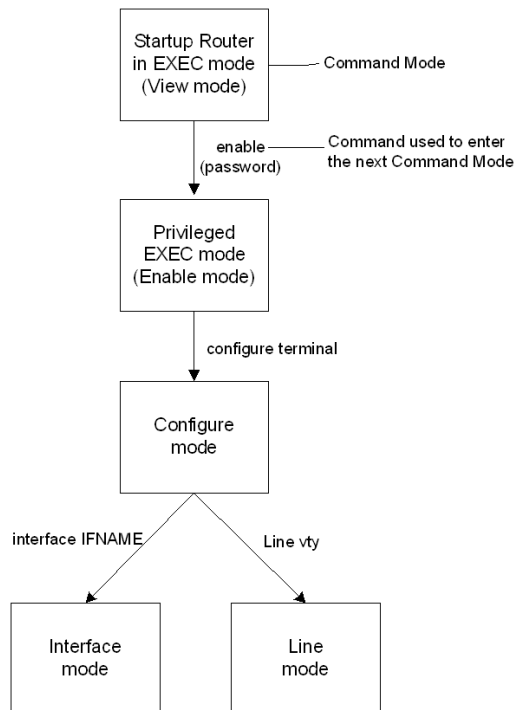 Startup Router
in EXEC mode
(View mode)
Command Mode
enable
(password)
Command used to enter
the next Command Mode
Privileged
EXEC mode
(Enable mode)
configure terminal
Configure
mode
interface IFNAME
Line vty
Interface
mode
Line
mode